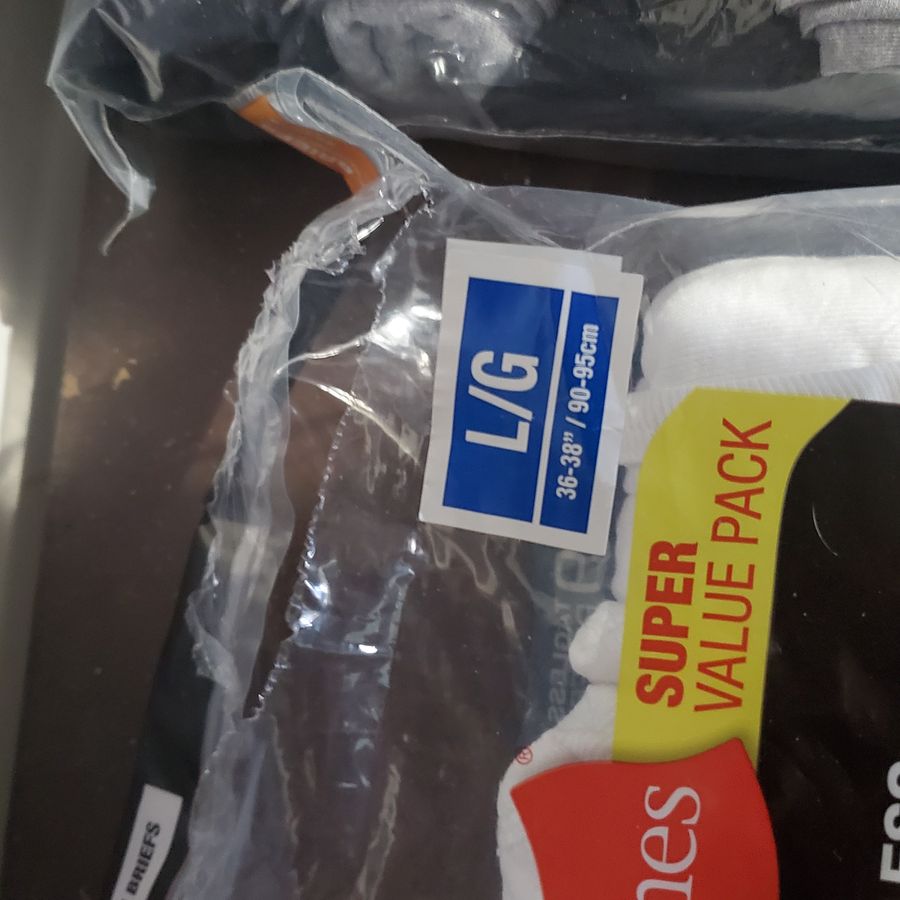 L/G
36-38" / 90-95cm
SUPER
VALUE PACK
®
nes
BRIEFS